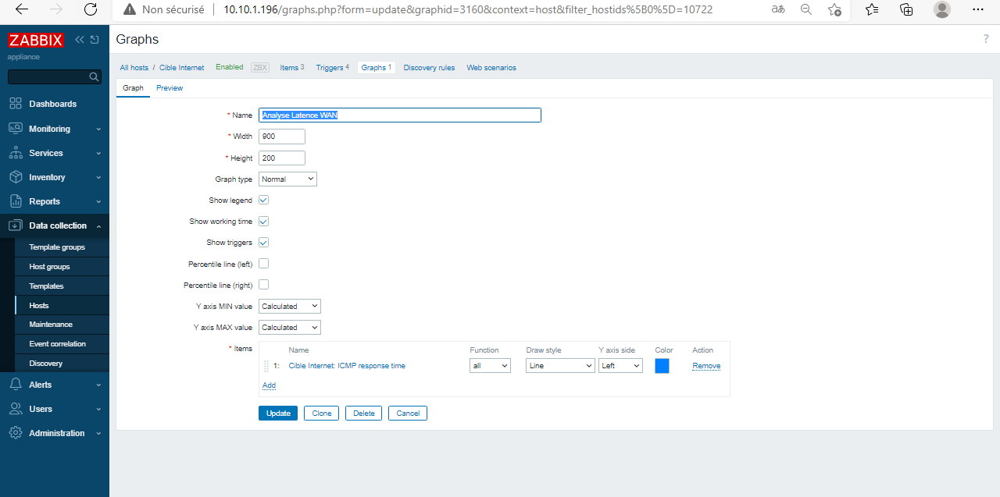 Non sécurisé | 10.10.1.196/graphs.php?form=update&graphid=3160&context=host&filter_hostids%5B0%5D=10722
ZABBIX
appliance
Dashboards
Monitoring
Services
Inventory
Reports
Data collection
Template groups
Host groups
Templates
Hosts
Maintenance
Event correlation
Discovery
Alerts
Users
Administration
Graphs ?
All hosts / Cible Internet Enabled ZBX Items 3 Triggers 4 Graphs 1 Discovery rules Web scenarios
Graph Preview
* Name Analyse Latence WAN
* Width 900
* Height 200
Graph type Normal
Show legend
Show working time
Show triggers
Percentile line (left)
Percentile line (right)
Y axis MIN value Calculated
Y axis MAX value Calculated
* Items Name Function Draw style Y axis side Color Action
1: Cible Internet: ICMP response time all Line Left Remove
Add
Update Clone Delete Cancel